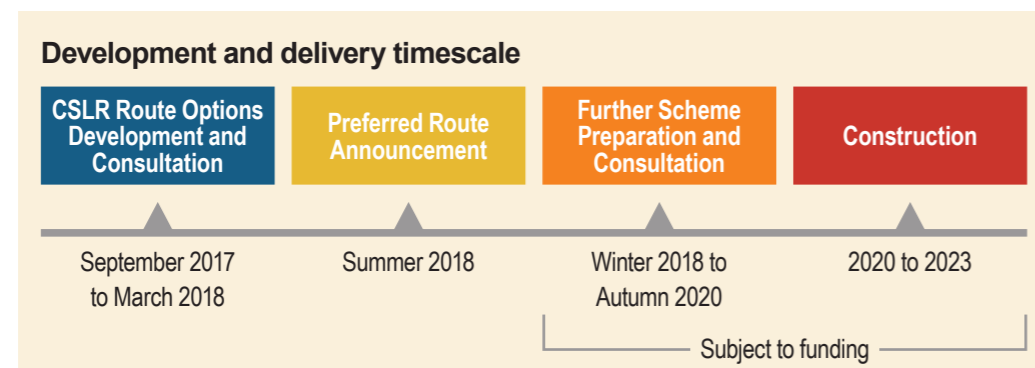 Development and delivery timescale
CSLR Route Options
Development and
Consultation
Preferred Route
Announcement
Further Scheme
Preparation and
Consultation
Construction
September 2017
to March 2018
Summer 2018
Winter 2018 to
Autumn 2020
2020 to 2023
Subject to funding